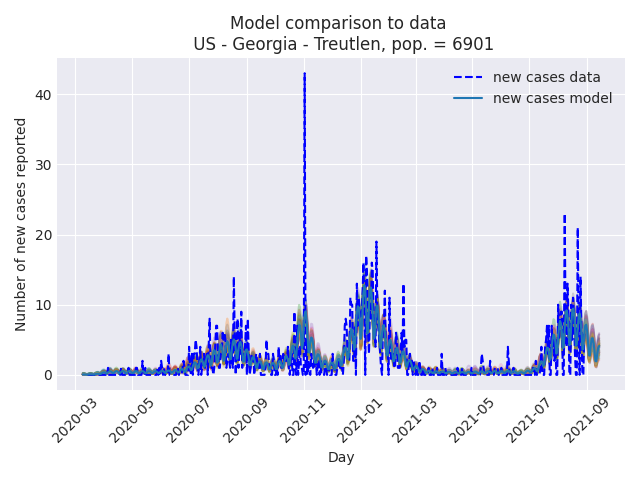 Model comparison to data
US - Georgia - Treutlen, pop. = 6901
new cases data
new cases model
Number of new cases reported
40
30
20
10
0
2020-03
2020-05
2020-07
2020-09
2020-11
2021-01
2021-03
2021-05
2021-07
2021-09
Day